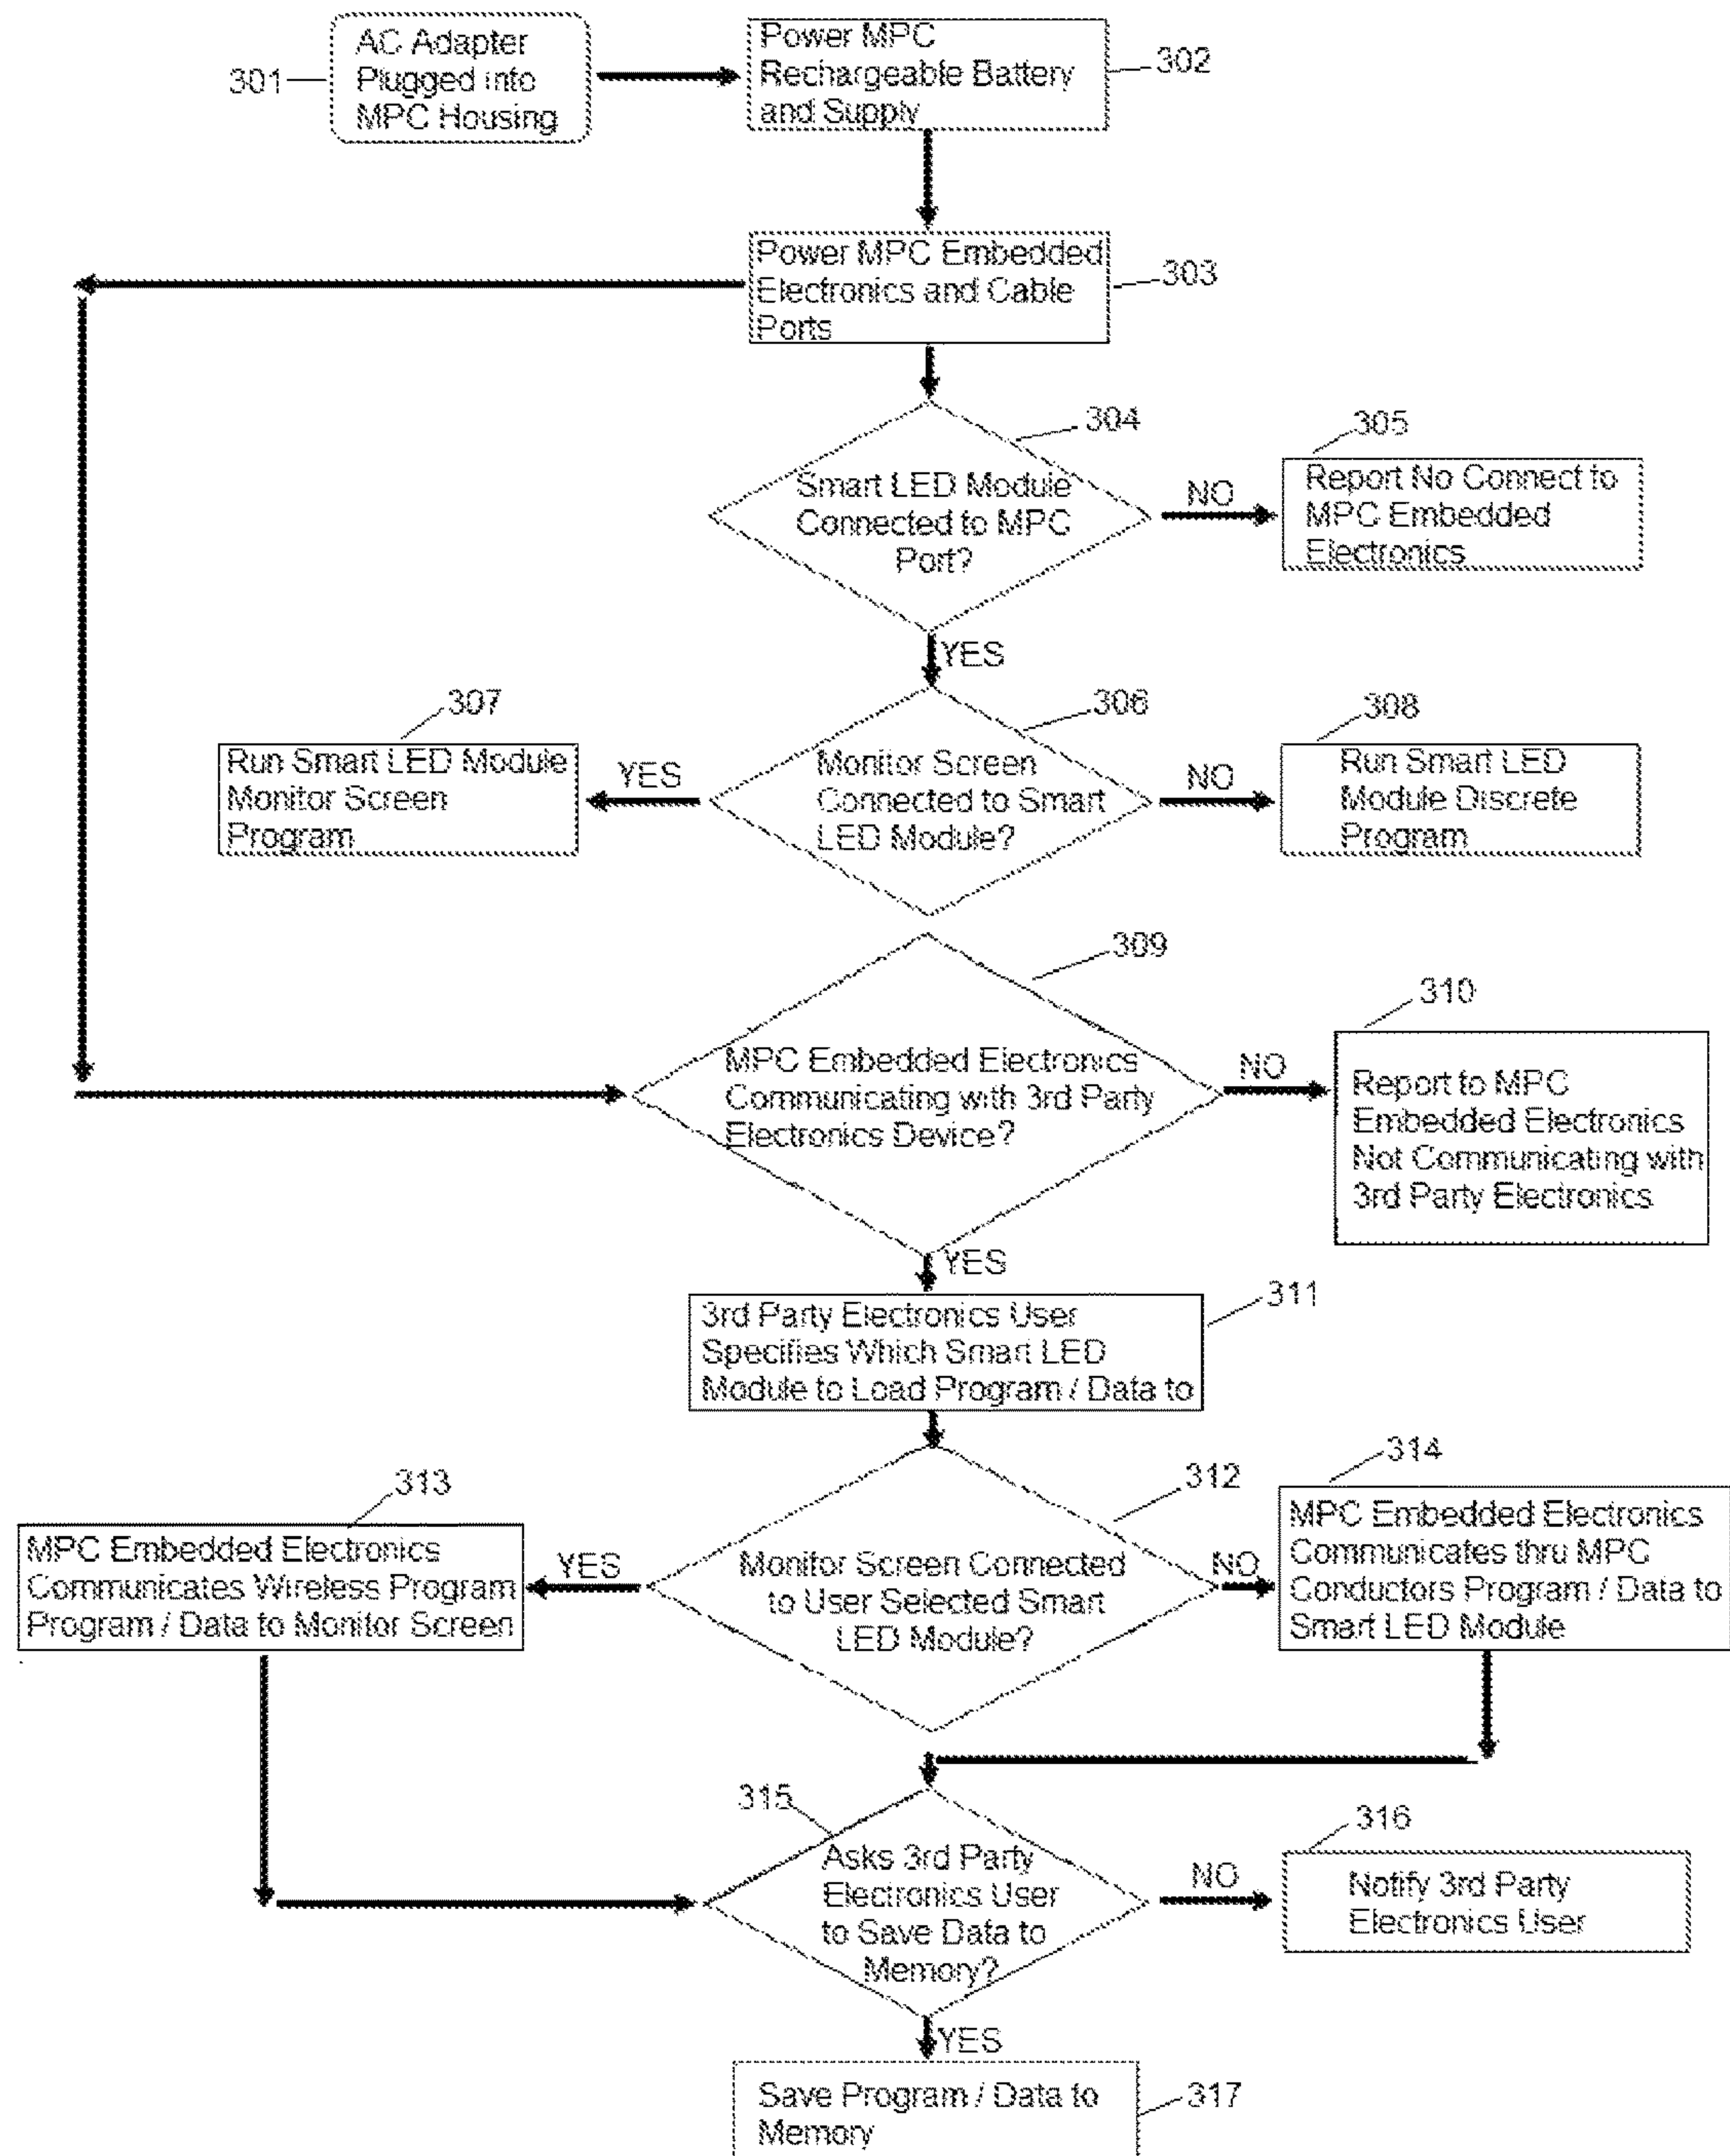 301
AC Adapter
Plugged into
MPC Housing
Power MPC
Rechargeable Battery
and Supply
302
Power MPC Embedded
Electronics and Cable
Ports
303
304
Smart LED Module
Connected to MPC
Port?
NO
305
Report No Connect to
MPC Embedded
Electronics
YES
306
Monitor Screen
Connected to Smart
LED Module?
YES
307
Run Smart LED Module
Monitor Screen
Program
NO
308
Run Smart LED
Module Discrete
Program
309
MPC Embedded Electronics
Communicating with 3rd Party
Electronics Device?
NO
310
Report to MPC
Embedded Electronics
Not Communicating with
3rd Party Electronics
YES
311
3rd Party Electronics User
Specifies Which Smart LED
Module to Load Program / Data to
312
Monitor Screen Connected
to User Selected Smart
LED Module?
YES
313
MPC Embedded Electronics
Communicates Wireless Program
Program / Data to Monitor Screen
NO
314
MPC Embedded Electronics
Communicates thru MPC
Conductors Program / Data to
Smart LED Module
315
Asks 3rd Party
Electronics User
to Save Data to
Memory?
NO
316
Notify 3rd Party
Electronics User
YES
Save Program / Data to
Memory
317